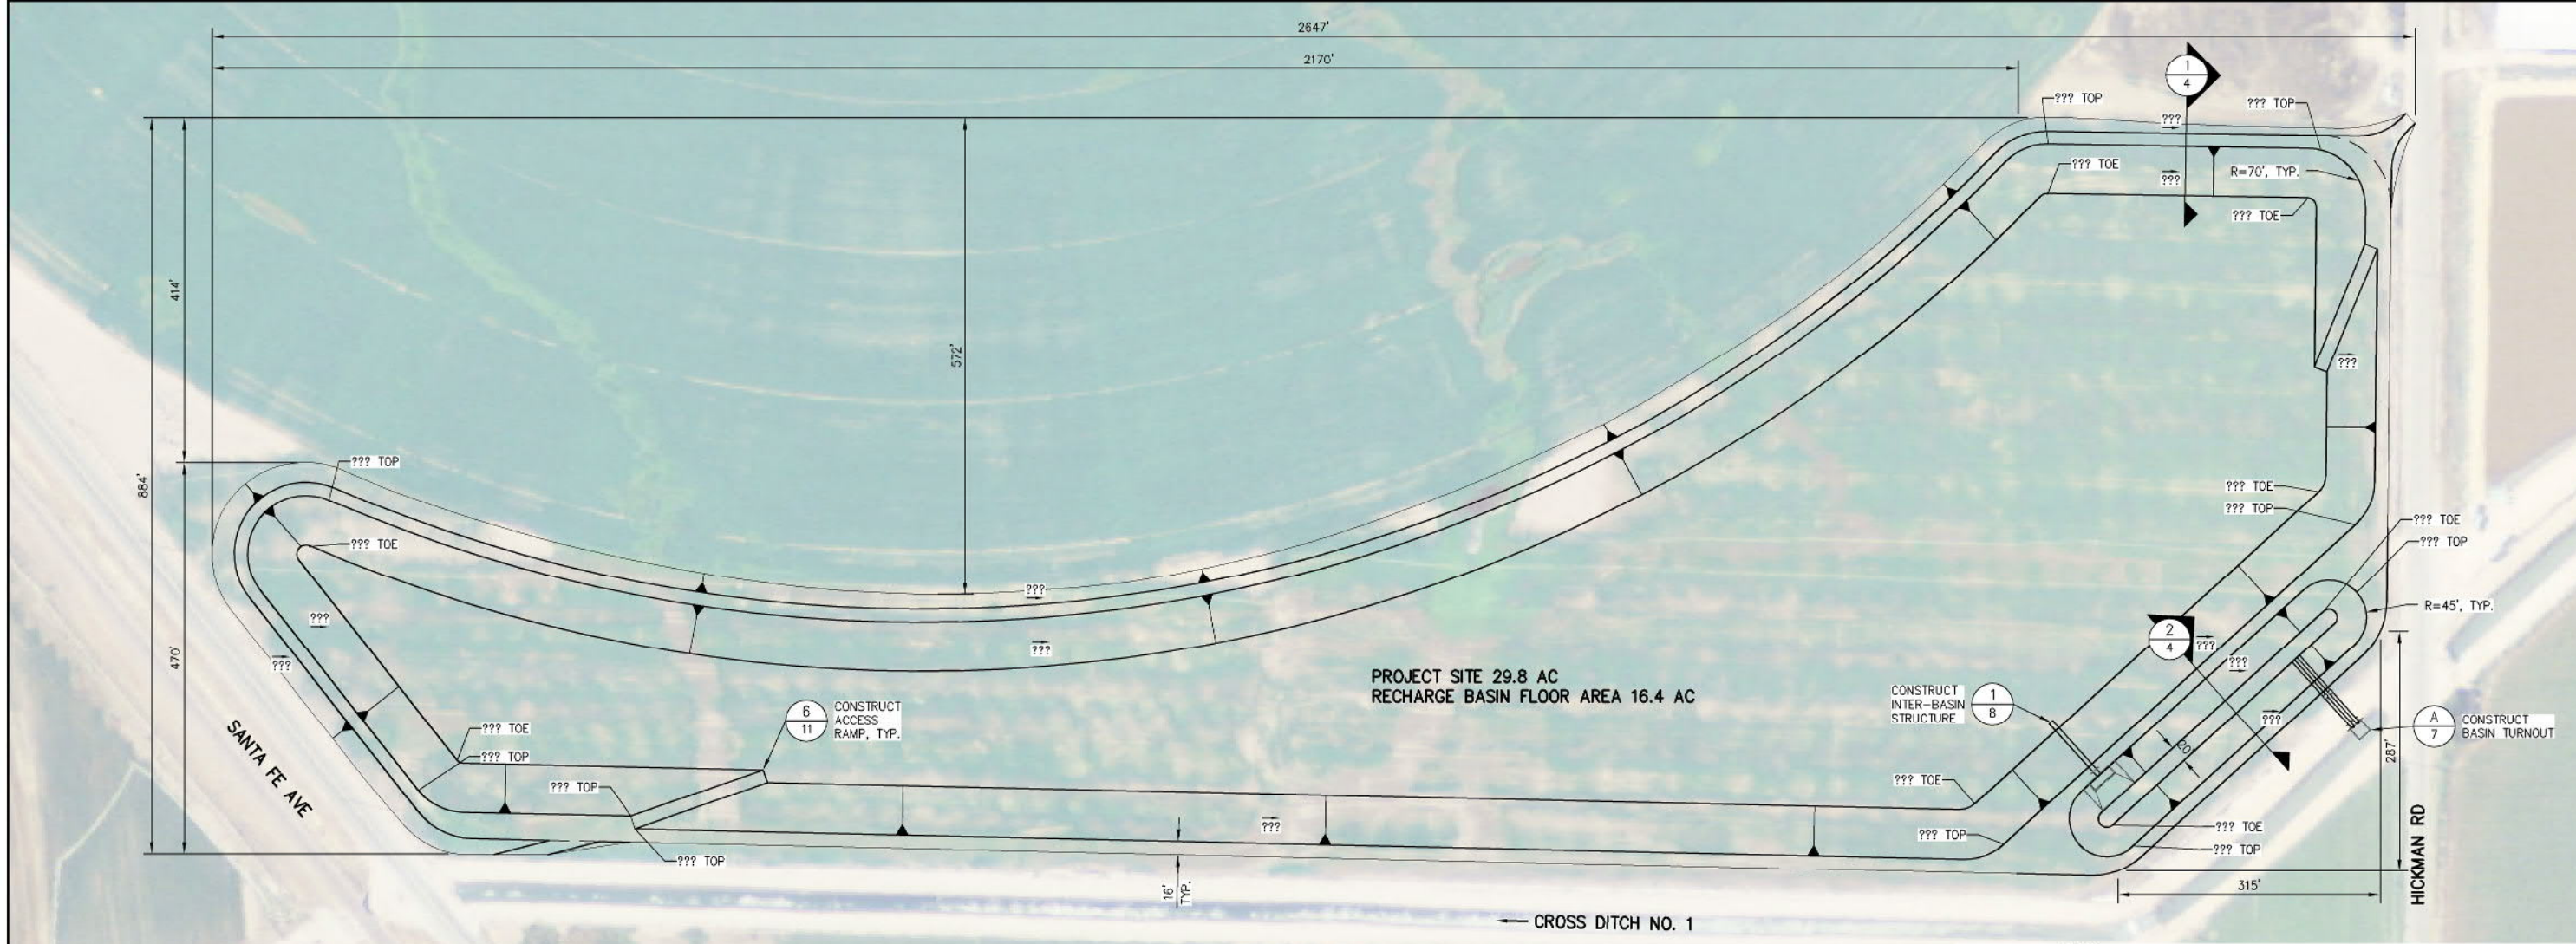 2647'
2170'
1
4
??? TOP
??? TOP
???
??? TOE
???
R=70', TYP.
??? TOE
414'
884'
572'
???
??? TOP
??? TOE
??? TOE
??? TOP
??? TOE
??? TOP
???
???
R=45', TYP.
???
???
470'
2
4
???
???
PROJECT SITE 29.8 AC
RECHARGE BASIN FLOOR AREA 16.4 AC
CONSTRUCT
INTER-BASIN
STRUCTURE
1
8
6
11
CONSTRUCT
ACCESS
RAMP, TYP.
SANTA FE AVE
???
A
7
CONSTRUCT
BASIN TURNOUT
??? TOE
??? TOP
20'
287'
??? TOP
??? TOE
???
??? TOE
??? TOP
??? TOP
??? TOP
16'
TYP.
315'
HICKMAN RD
CROSS DITCH NO. 1